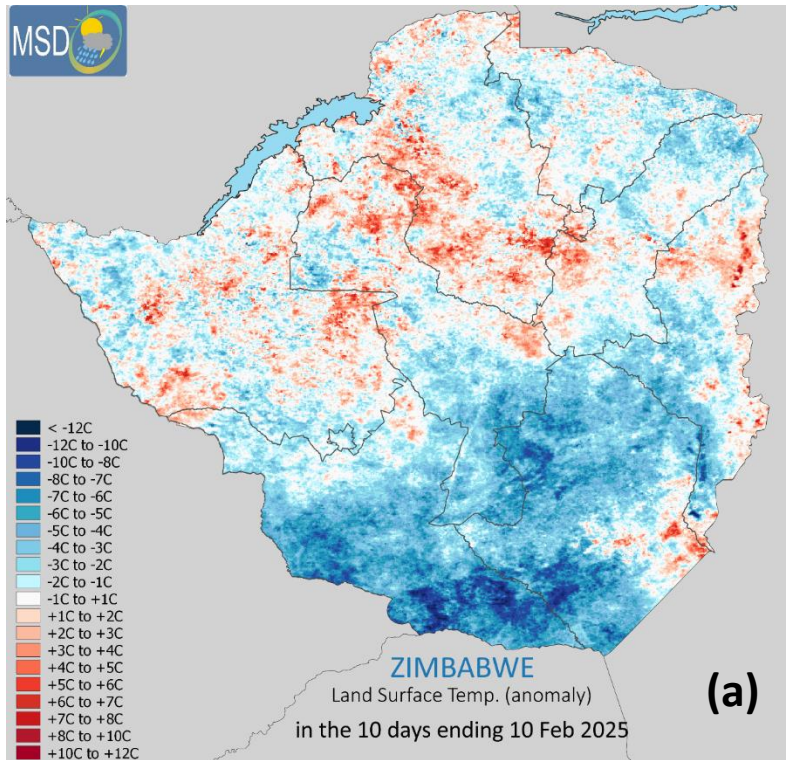 MSD
< -12C
-12C to -10C
-10C to -8C
-8C to -7C
-7C to -6C
-6C to -5C
-5C to -4C
-4C to -3C
-3C to -2C
-2C to -1C
-1C to +1C
+1C to +2C
+2C to +3C
+3C to +4C
+4C to +5C
+5C to +6C
+6C to +7C
+7C to +8C
+8C to +10C
+10C to +12C
ZIMBABWE
Land Surface Temp. (anomaly)
in the 10 days ending 10 Feb 2025
(a)